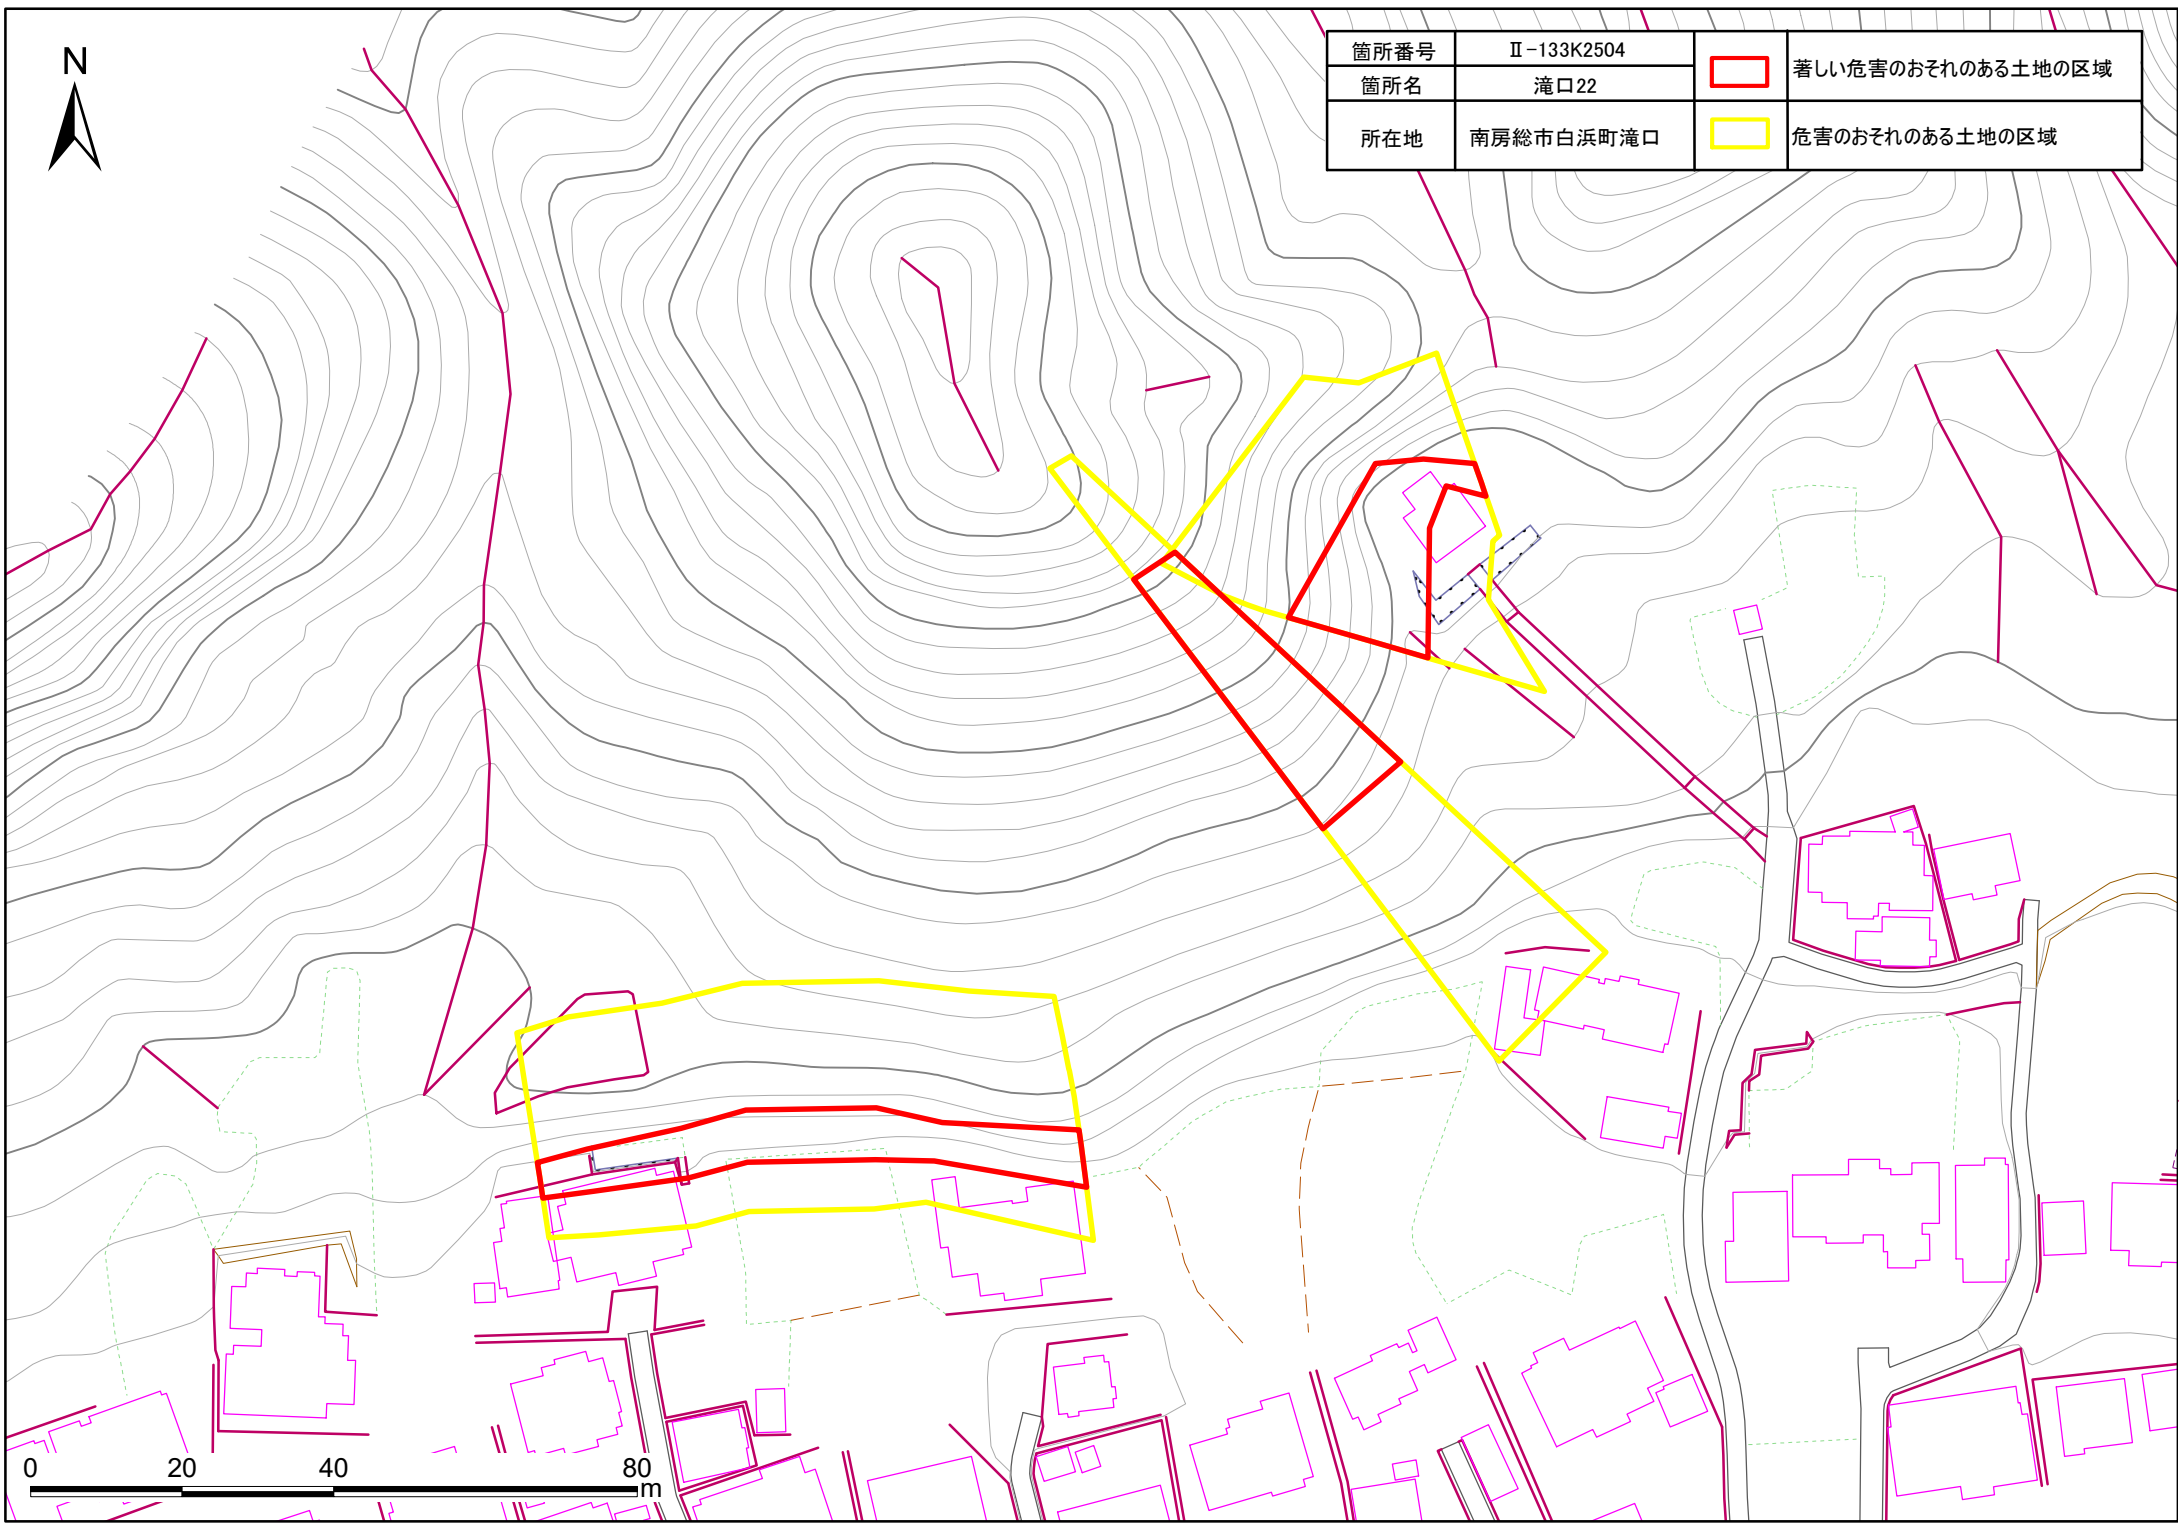 N
箇所番号 Ⅱ-133K2504 著しい危害のおそれのある土地の区域
箇所名 滝口22
所在地 南房総市白浜町滝口 危害のおそれのある土地の区域
0 20 40 80
m